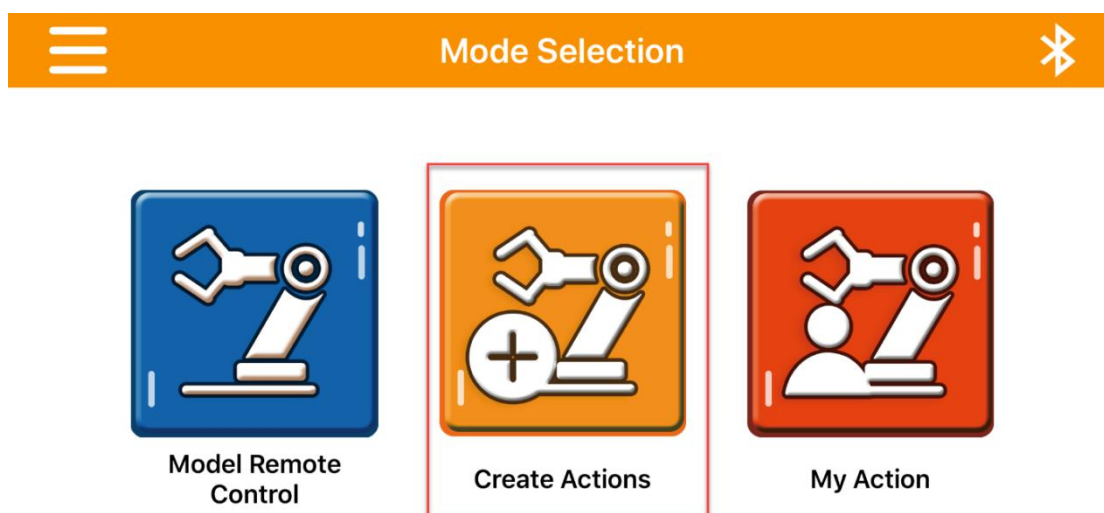 Mode Selection
Model Remote
Control
Create Actions
My Action